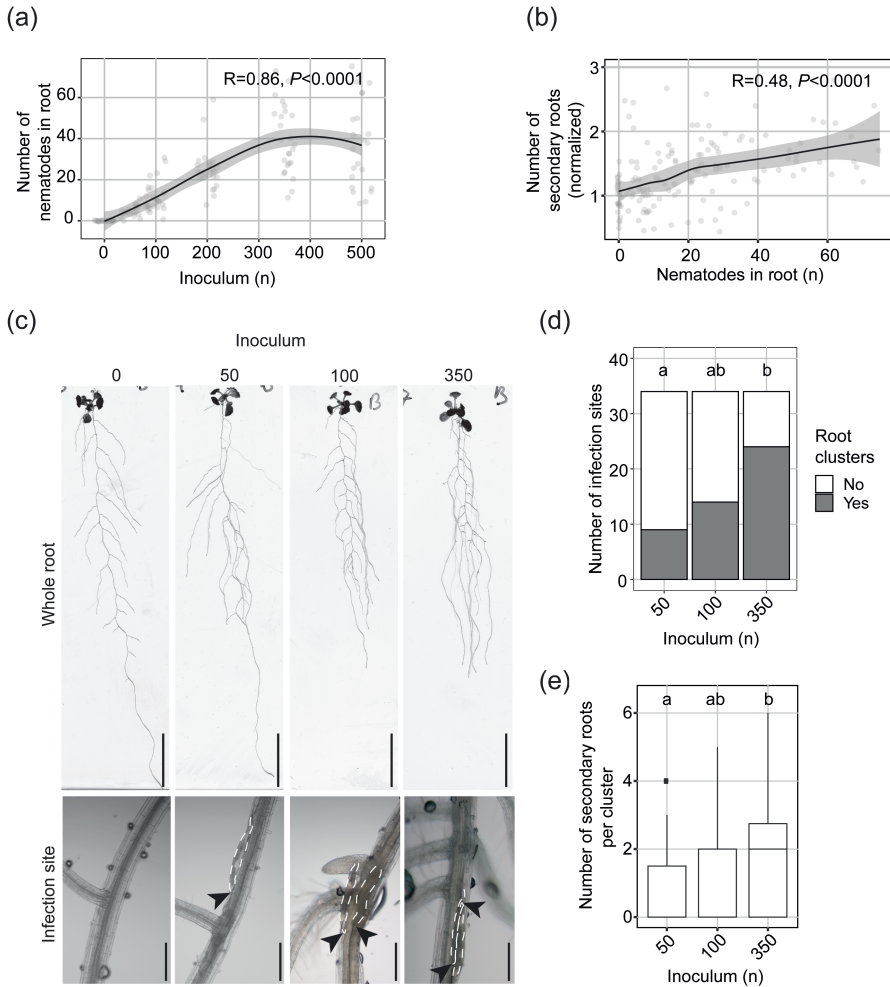 (a)
R=0.86, P<0.0001
Number of
nematodes in root
60
40
20
0
0 100 200 300 400 500
Inoculum (n)
(b)
R=0.48, P<0.0001
Number of
secondary roots
(normalized)
3
2
1
0 20 40 60
Nematodes in root (n)
(c)
Inoculum
0 50 100 350
B B
Whole root
Infection site
(d)
40
30
20
10
0
a ab b
Number of infection sites
50 100 350
Inoculum (n)
Root
clusters
No
Yes
(e)
6
4
2
0
a ab b
Number of secondary roots
per cluster
50 100 350
Inoculum (n)